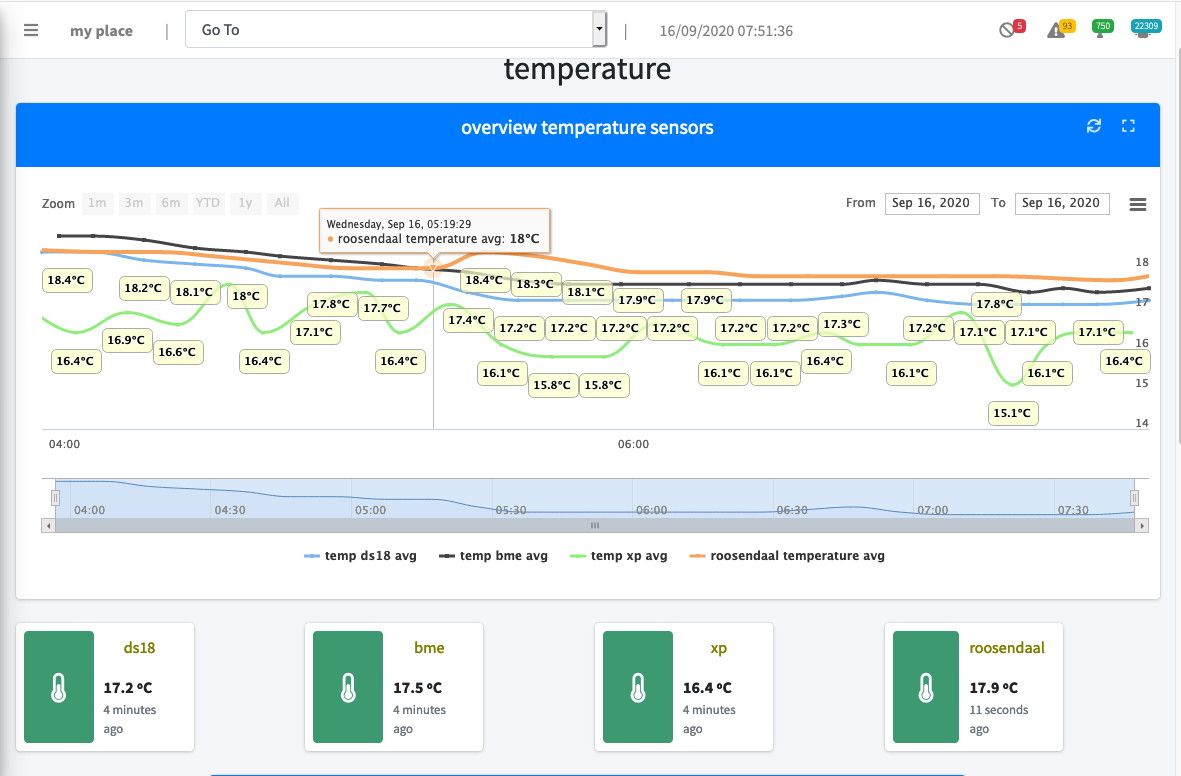 my place | Go To | 16/09/2020 07:51:36 5 93 750 22309
temperature
overview temperature sensors
Zoom 1m 3m 6m YTD 1y All From Sep 16, 2020 To Sep 16, 2020
Wednesday, Sep 16, 05:19:29
roosendaal temperature avg: 18°C
18
18.4°C 18.2°C 18.1°C 18°C 17.8°C 17.7°C 18.4°C 18.3°C 18.1°C 17.9°C 17.9°C 17.8°C 17
16.4°C 16.9°C 16.6°C 16.4°C 17.1°C 16.4°C 17.4°C 17.2°C 17.2°C 17.2°C 17.2°C 17.2°C 17.2°C 17.3°C 17.2°C 17.1°C 17.1°C 17.1°C 16
16.1°C 15.8°C 15.8°C 16.1°C 16.1°C 16.4°C 16.1°C 16.1°C 16.4°C 15
15.1°C 14
04:00 06:00
04:00 04:30 05:00 05:30 06:00 06:30 07:00 07:30
temp ds18 avg temp bme avg temp xp avg roosendaal temperature avg
ds18
17.2 ºC
4 minutes
ago
bme
17.5 ºC
4 minutes
ago
xp
16.4 ºC
4 minutes
ago
roosendaal
17.9 ºC
11 seconds
ago